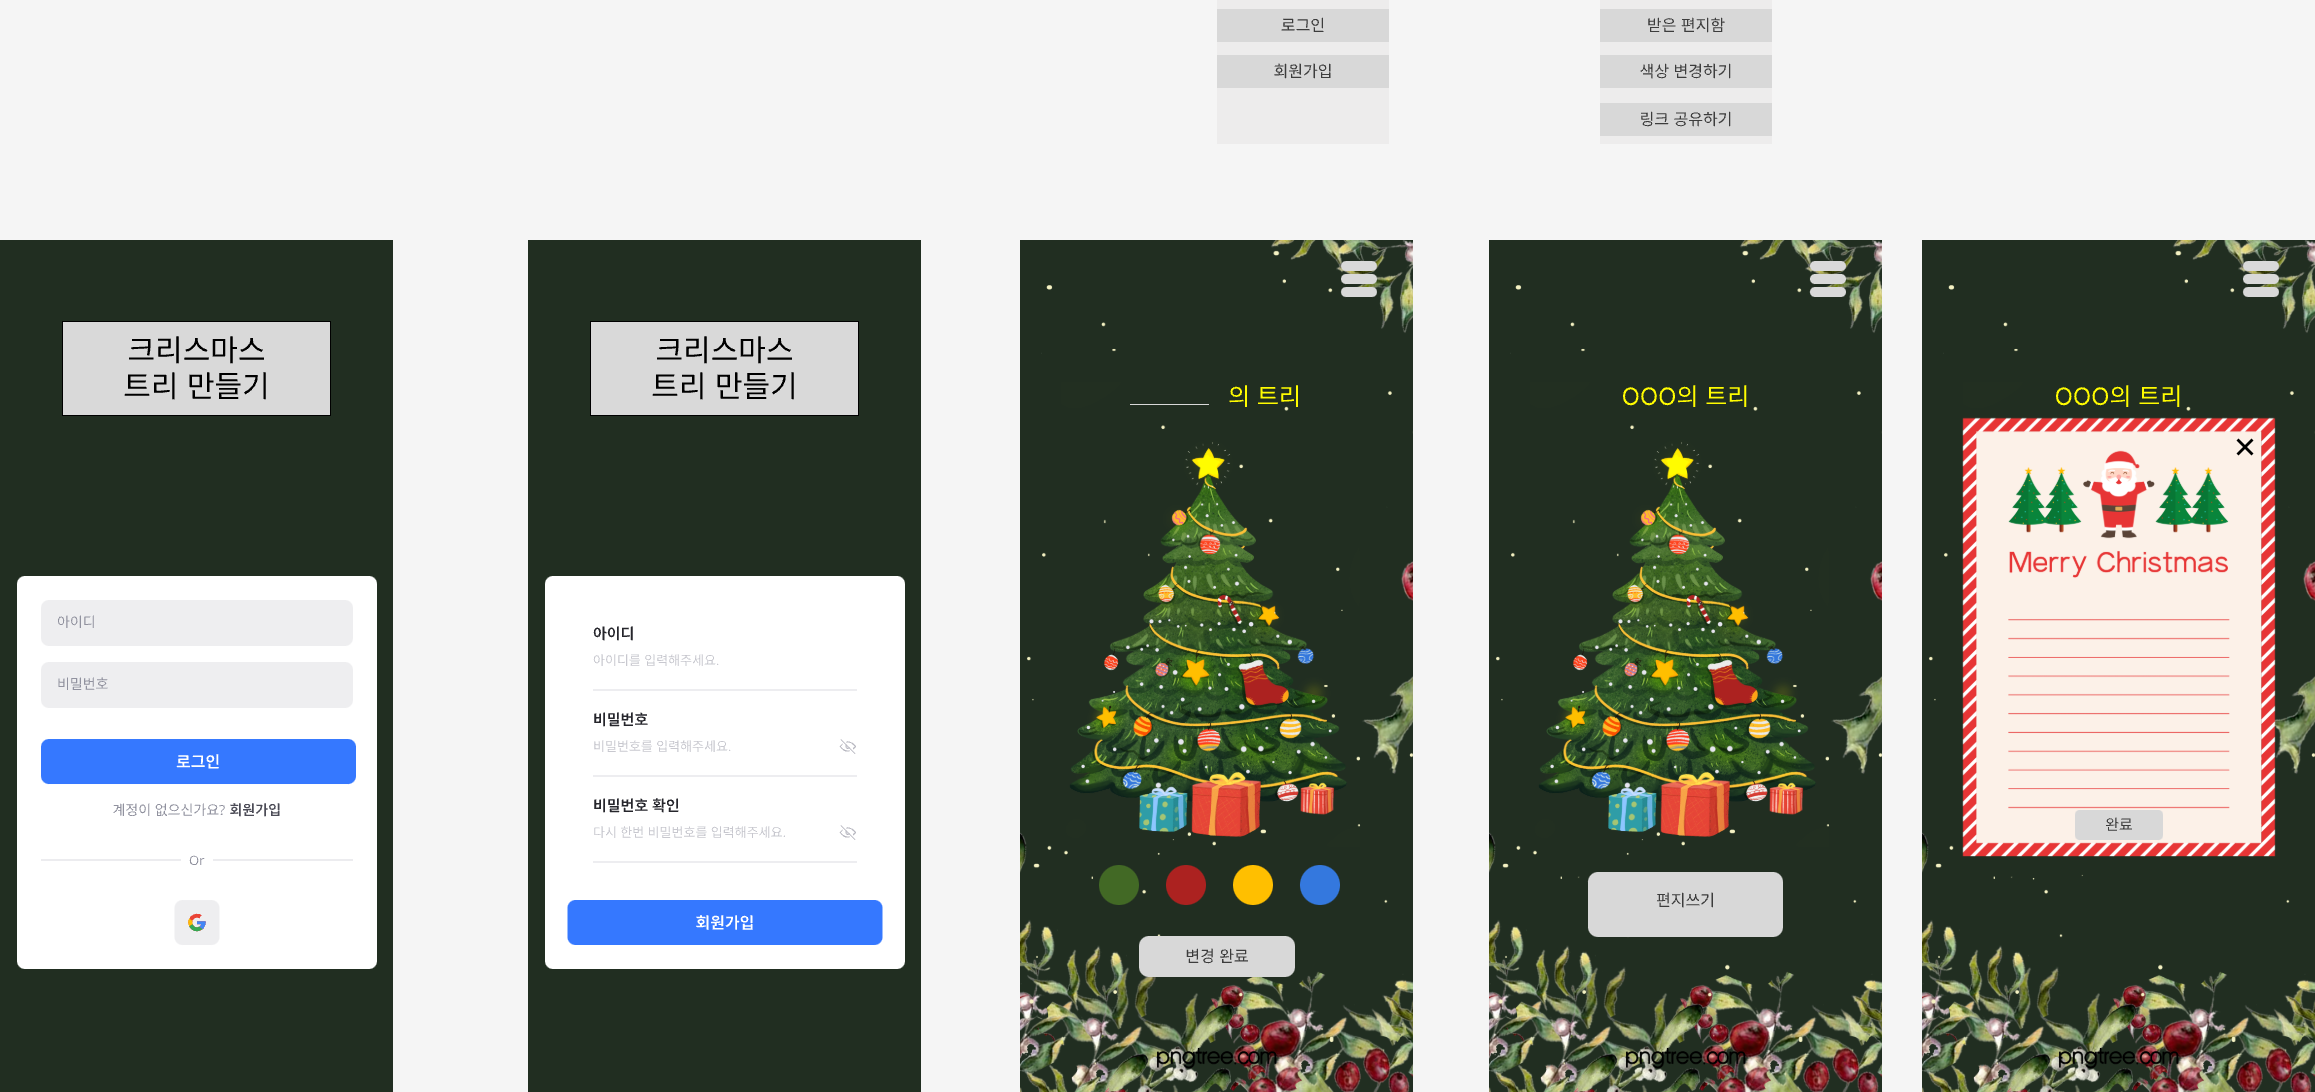 로그인
회원가입
받은 편지함
색상 변경하기
링크 공유하기
크리스마스
트리 만들기
아이디
비밀번호
로그인
계정이 없으신가요? 회원가입
Or
크리스마스
트리 만들기
아이디
아이디를 입력해주세요.
비밀번호
비밀번호를 입력해주세요.
비밀번호 확인
다시 한번 비밀번호를 입력해주세요.
회원가입
의 트리
변경 완료
pngtree.com
OOO의 트리
편지쓰기
pngtree.com
OOO의 트리
Merry Christmas
완료
pngtree.com